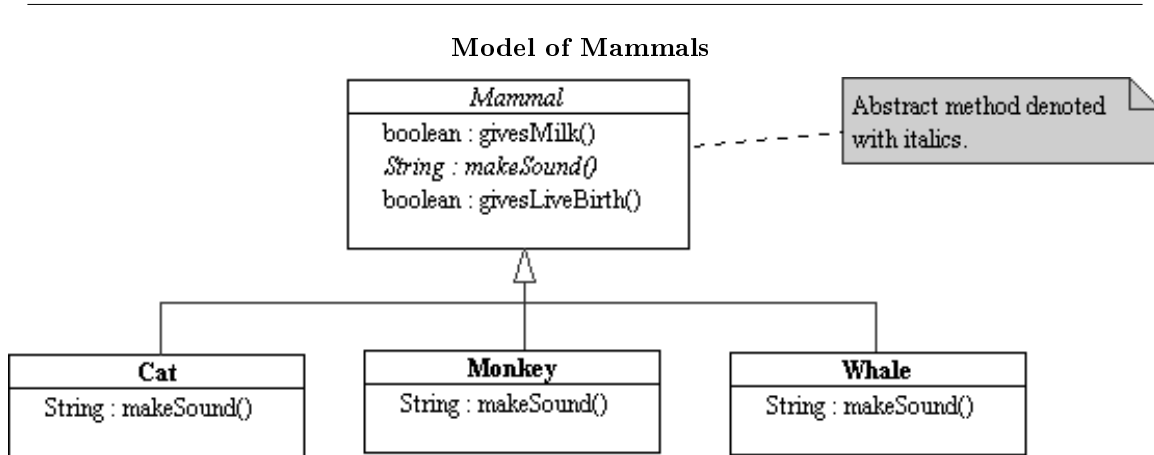 Model of Mammals
Mammal
boolean : givesMilk()
String : makeSound()
boolean : givesLiveBirth()
Abstract method denoted
with italics.
Cat
String : makeSound()
Monkey
String : makeSound()
Whale
String : makeSound()